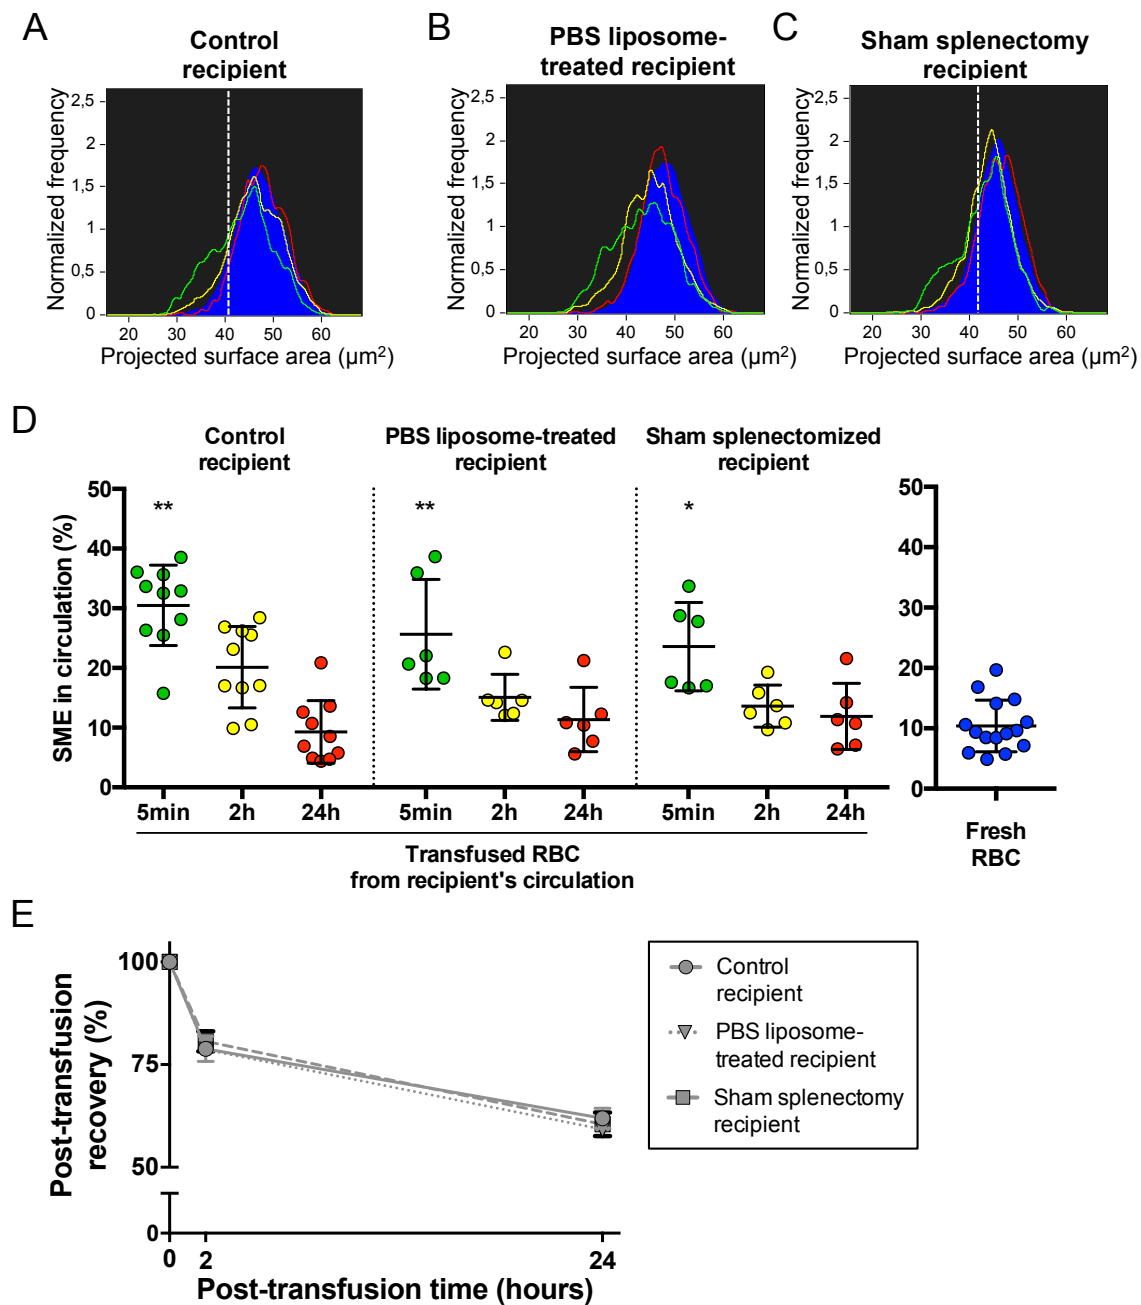 A
Control
recipient
2,5
2
1,5
1
0,5
0
Normalized frequency
20 30 40 50 60
Projected surface area (µm2)
B
PBS liposome-
treated recipient
2,5
2
1,5
1
0,5
0
Normalized frequency
20 30 40 50 60
Projected surface area (µm2)
C
Sham splenectomy
recipient
2,5
2
1,5
1
0,5
0
Normalized frequency
20 30 40 50 60
Projected surface area (µm2)
D
Control
recipient
PBS liposome-treated
recipient
Sham splenectomized
recipient
SME in circulation (%)
50
40
30
20
10
0
** ** *
5min 2h 24h 5min 2h 24h 5min 2h 24h
Transfused RBC
from recipient's circulation
50
40
30
20
10
0
Fresh
RBC
E
Post-transfusion
recovery (%)
100
75
50
0
0 2 24
Post-transfusion time (hours)
Control
recipient
PBS liposome-
treated recipient
Sham splenectomy
recipient